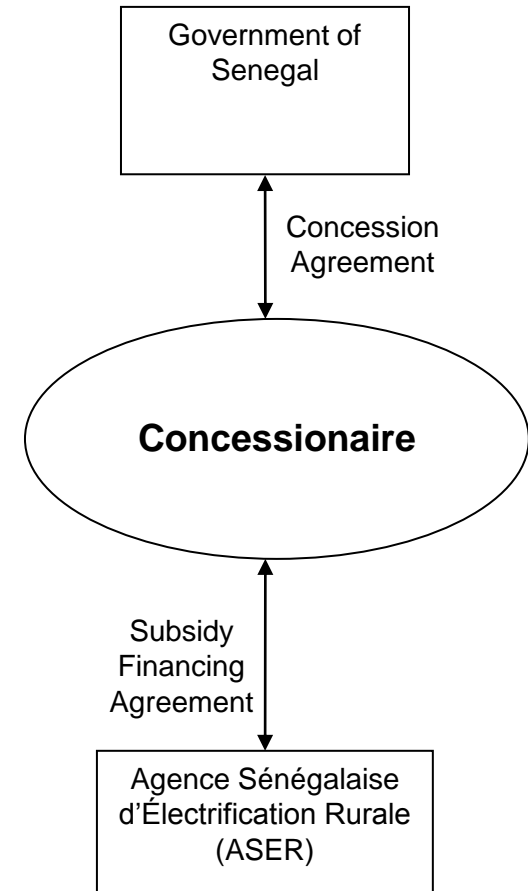 Government of
Senegal
Concession
Agreement
Concessionaire
Subsidy
Financing
Agreement
Agence Sénégalaise
d’Électrification Rurale
(ASER)